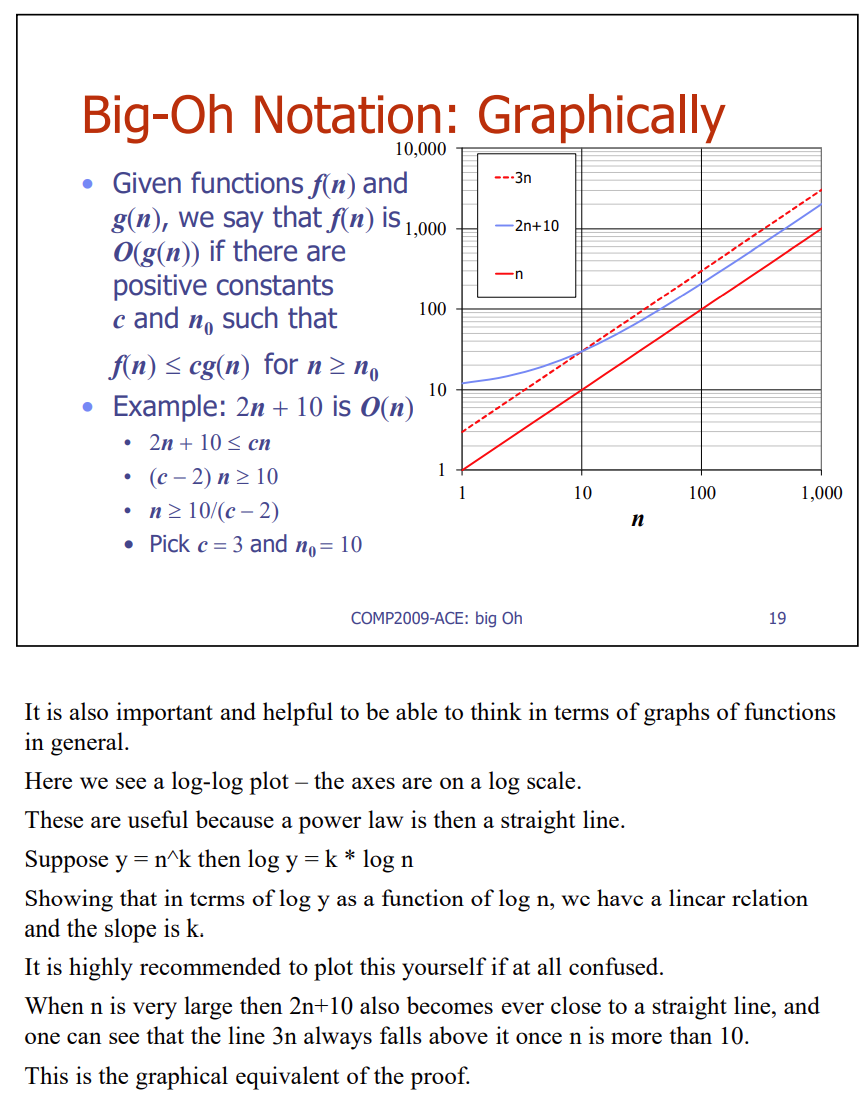 Big-Oh Notation: Graphically
• Given functions f(n) and
g(n), we say that f(n) is
O(g(n)) if there are
positive constants
c and n₀ such that
f(n) ≤ cg(n) for n ≥ n₀
• Example: 2n + 10 is O(n)
• 2n + 10 ≤ cn
• (c – 2) n ≥ 10
• n ≥ 10/(c – 2)
• Pick c = 3 and n₀ = 10
10,000
1,000
100
10
1
3n
2n+10
n
1 10 100 1,000
n
COMP2009-ACE: big Oh 19
It is also important and helpful to be able to think in terms of graphs of functions
in general.
Here we see a log-log plot – the axes are on a log scale.
These are useful because a power law is then a straight line.
Suppose y = n^k then log y = k * log n
Showing that in terms of log y as a function of log n, we have a linear relation
and the slope is k.
It is highly recommended to plot this yourself if at all confused.
When n is very large then 2n+10 also becomes ever close to a straight line, and
one can see that the line 3n always falls above it once n is more than 10.
This is the graphical equivalent of the proof.